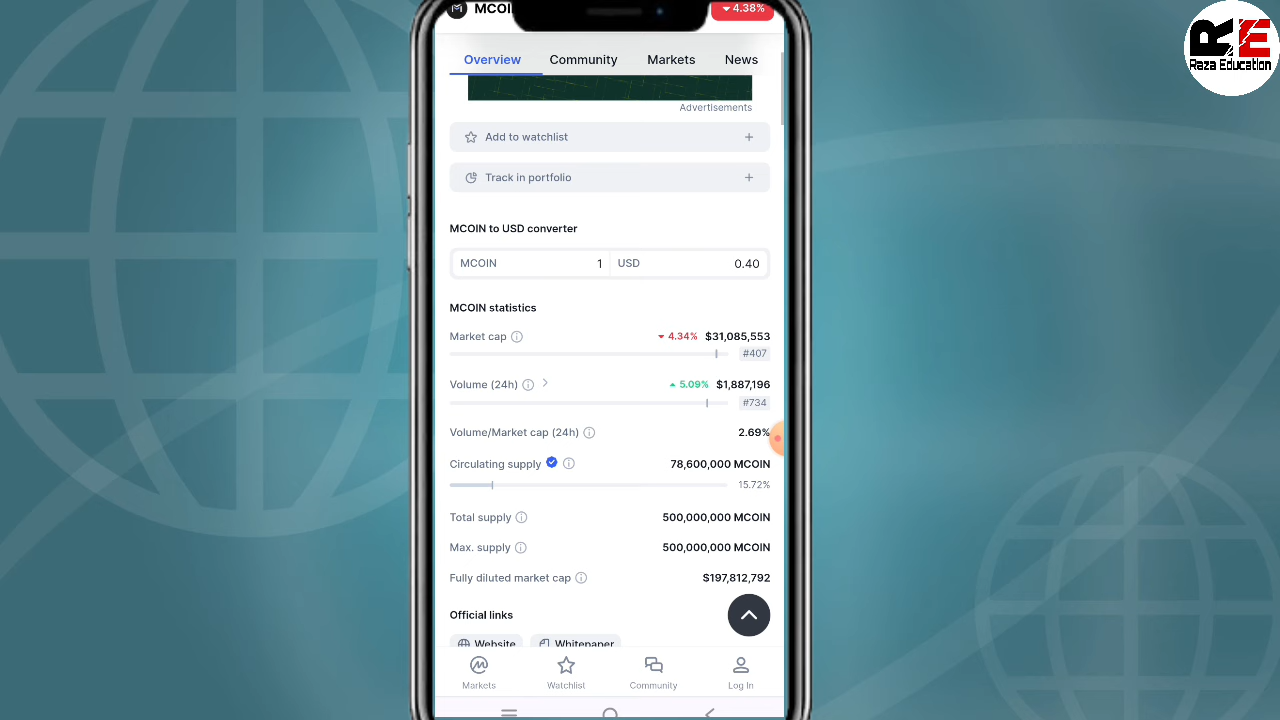 MCOIN
4.38%
RE
Raza Education
Overview Community Markets News
Advertisements
Add to watchlist +
Track in portfolio +
MCOIN to USD converter
MCOIN 1 USD 0.40
MCOIN statistics
Market cap 4.34% $31,085,553
#407
Volume (24h) 5.09% $1,887,196
#734
Volume/Market cap (24h) 2.69%
Circulating supply 78,600,000 MCOIN
15.72%
Total supply 500,000,000 MCOIN
Max. supply 500,000,000 MCOIN
Fully diluted market cap $197,812,792
Official links
Website Whitepaper
Markets Watchlist Community Log In